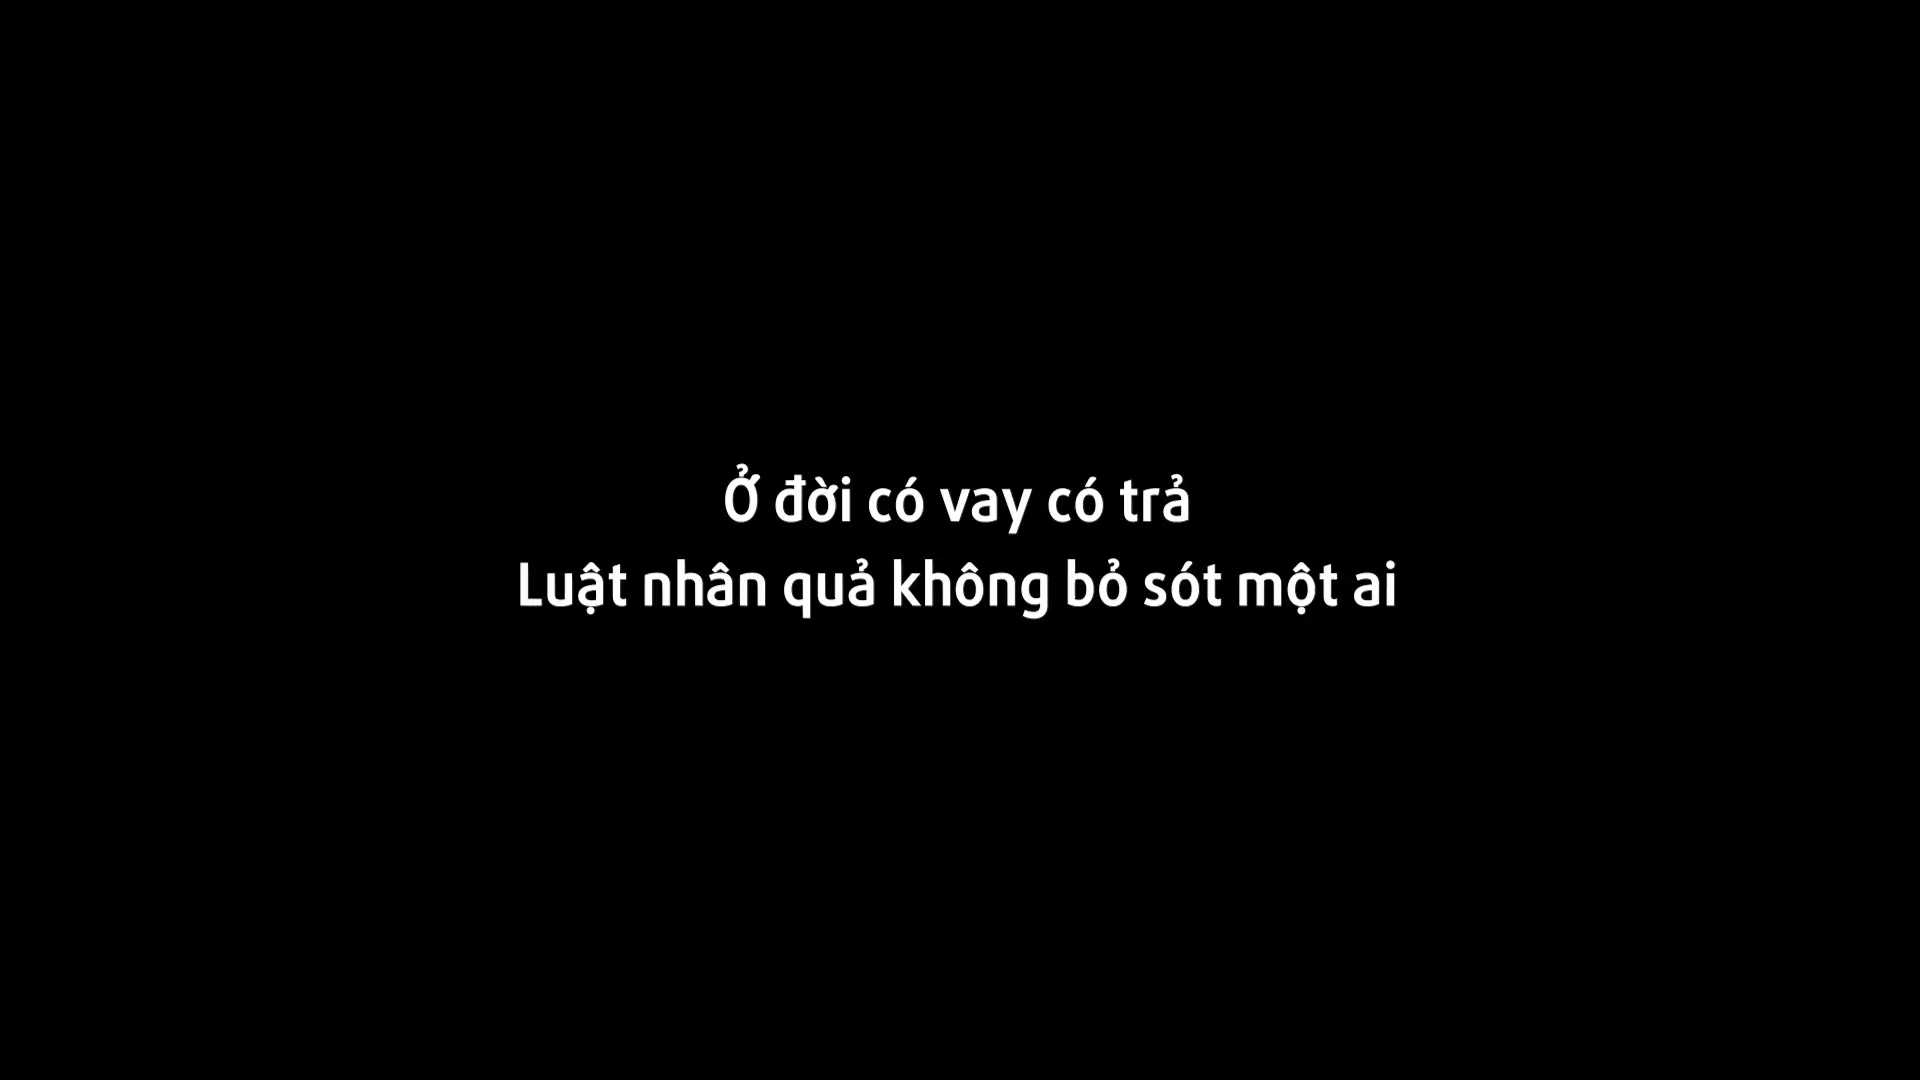 Ở đời có vay có trả
Luật nhân quả không bỏ sót một ai